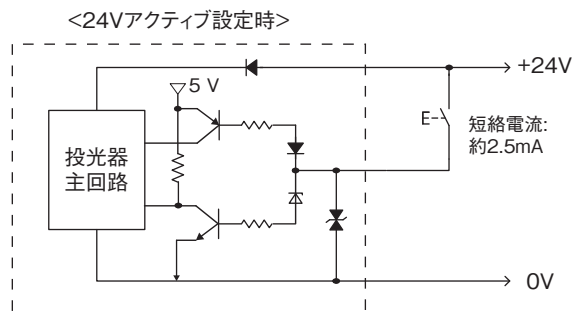 <24Vアクティブ設定時>
+24V
5 V
E
短絡電流:
約2.5mA
投光器
主回路
0V